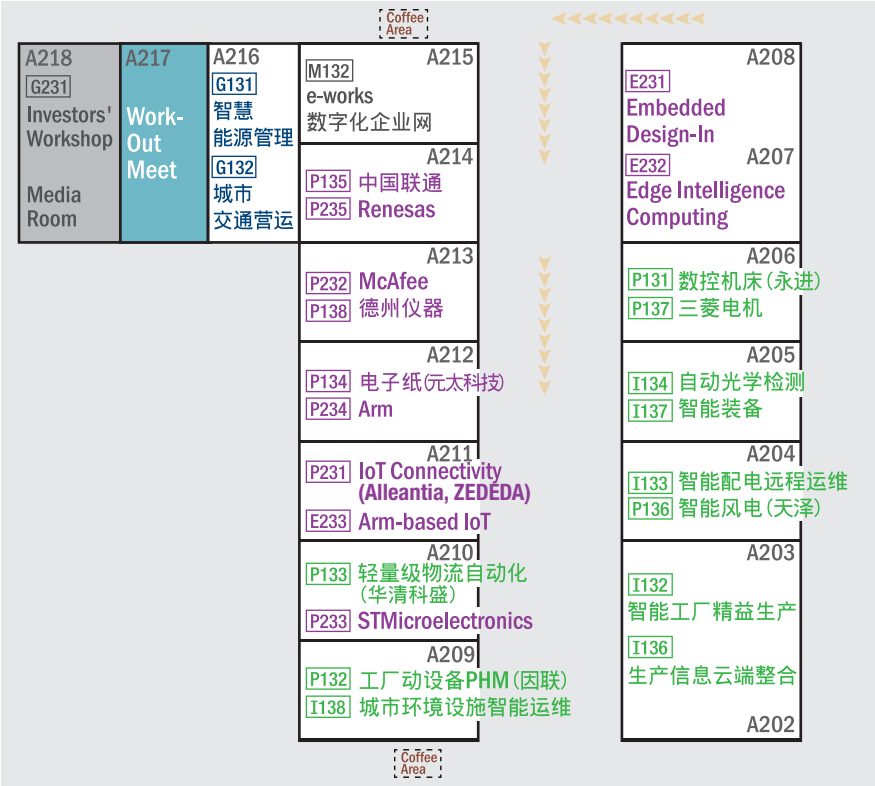 Coffee
Area
A218
G231
Investors'
Workshop
Media
Room
A217
Work-
Out
Meet
A216
G131
智慧
能源管理
G132
城市
交通营运
A215
M132
e-works
数字化企业网
A214
P135 中国联通
P235 Renesas
A213
P232 McAfee
P138 德州仪器
A212
P134 电子纸(元太科技)
P234 Arm
A211
P231 IoT Connectivity
(Alleantia, ZEDEDA)
E233 Arm-based IoT
A210
P133 轻量级物流自动化
(华清科盛)
P233 STMicroelectronics
A209
P132 工厂动设备PHM(因联)
I138 城市环境设施智能运维
A208
E231
Embedded
Design-In
A207
E232
Edge Intelligence
Computing
A206
P131 数控机床(永进)
P137 三菱电机
A205
I134 自动光学检测
I137 智能装备
A204
I133 智能配电远程运维
P136 智能风电(天泽)
A203
I132
智能工厂精益生产
I136
生产信息云端整合
A202
Coffee
Area